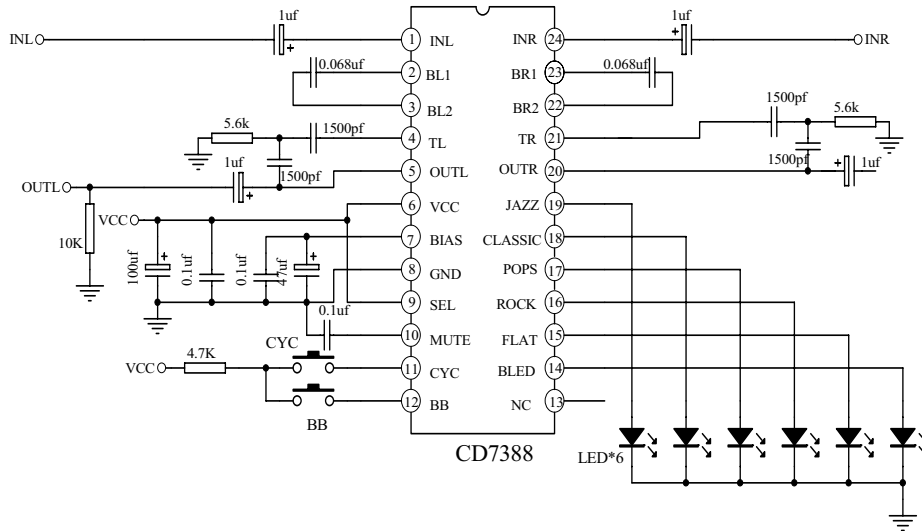 1uf
1uf
INL
1
INL
INR
24
INR
0.068uf
2
BL1
BR1
23
0.068uf
3
BL2
BR2
22
5.6k
1500pf
4
TL
TR
21
1500pf
5.6k
1uf
1500pf
5
OUTL
OUTR
20
1500pf
1uf
OUTL
6
VCC
JAZZ
19
VCC
10K
100uf
0.1uf
0.1uf
47uf
7
BIAS
CLASSIC
18
8
GND
POPS
17
9
SEL
ROCK
16
0.1uf
10
MUTE
FLAT
15
CYC
VCC
4.7K
11
CYC
BLED
14
12
BB
NC
13
BB
CD7388
LED*6